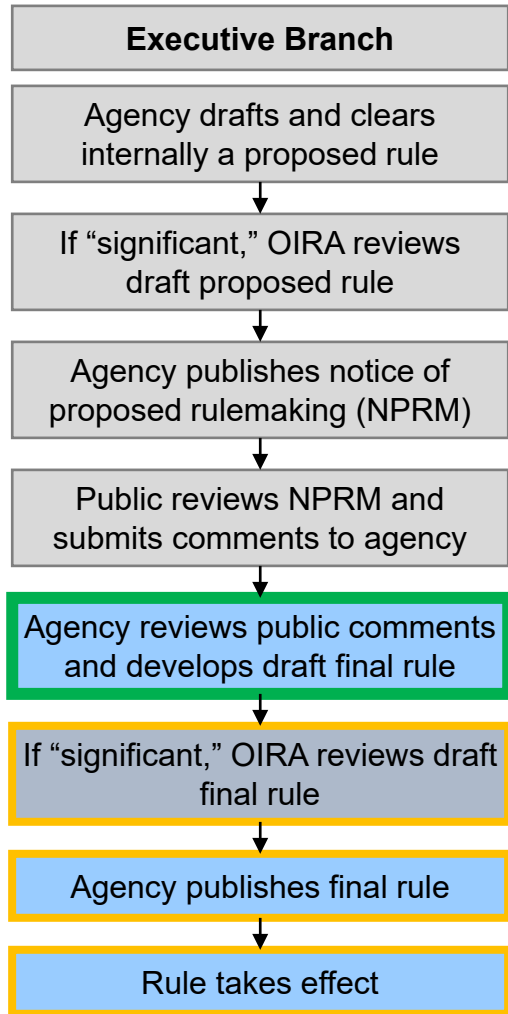 Executive Branch
Agency drafts and clears
internally a proposed rule
If “significant,” OIRA reviews
draft proposed rule
Agency publishes notice of
proposed rulemaking (NPRM)
Public reviews NPRM and
submits comments to agency
Agency reviews public comments
and develops draft final rule
If “significant,” OIRA reviews draft
final rule
Agency publishes final rule
Rule takes effect